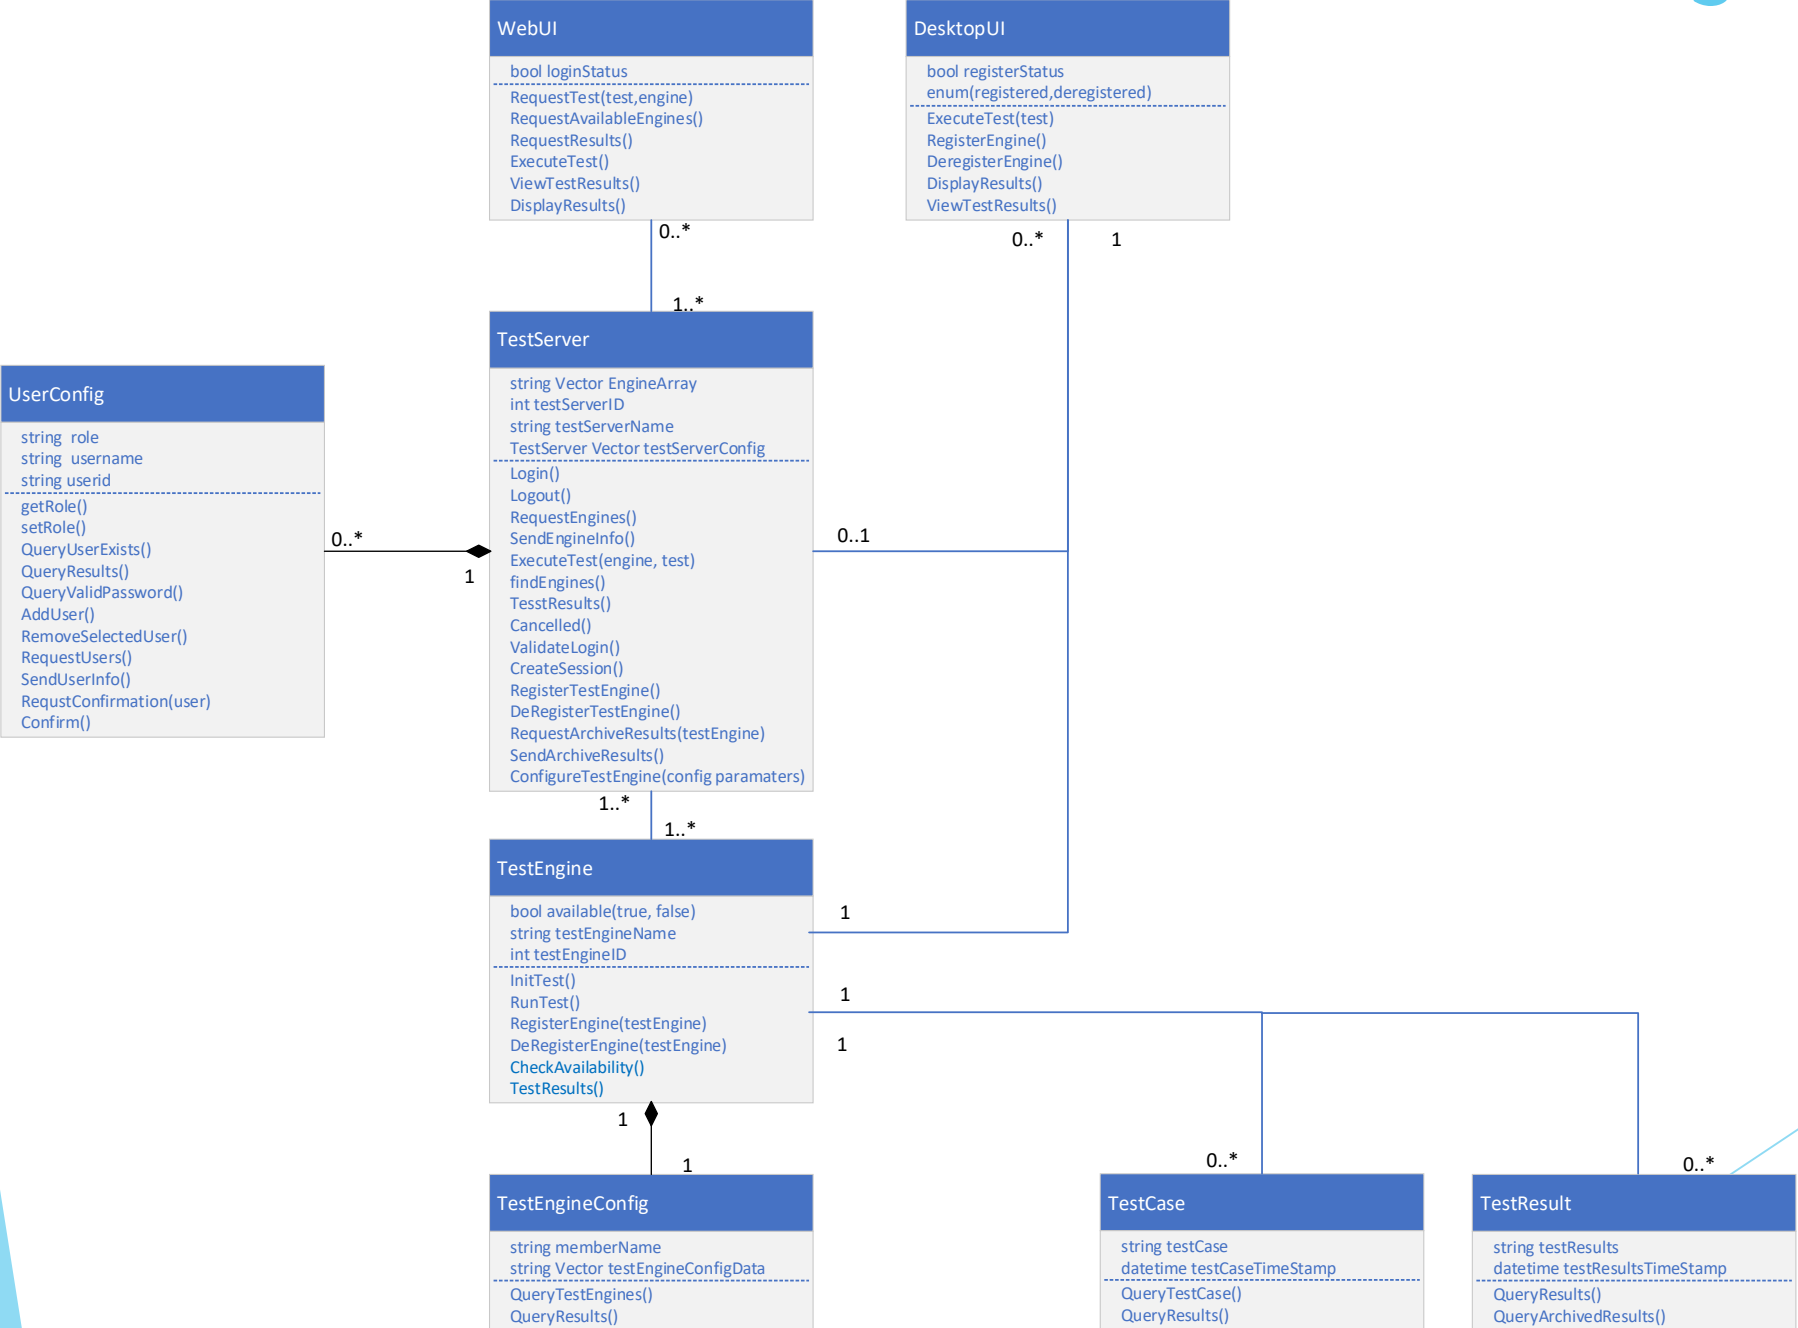 WebUI
bool loginStatus
RequestTest(test,engine)
RequestAvailableEngines()
RequestResults()
ExecuteTest()
ViewTestResults()
DisplayResults()
DesktopUI
bool registerStatus
enum(registered,deregistered)
ExecuteTest(test)
RegisterEngine()
DeregisterEngine()
DisplayResults()
ViewTestResults()
0..*
0..*
1
1..*
TestServer
string Vector EngineArray
int testServerID
string testServerName
TestServer Vector testServerConfig
Login()
Logout()
RequestEngines()
SendEngineInfo()
ExecuteTest(engine, test)
findEngines()
TesstResults()
Cancelled()
ValidateLogin()
CreateSession()
RegisterTestEngine()
DeRegisterTestEngine()
RequestArchiveResults(testEngine)
SendArchiveResults()
ConfigureTestEngine(config paramaters)
UserConfig
string role
string username
string userid
getRole()
setRole()
QueryUserExists()
QueryResults()
QueryValidPassword()
AddUser()
RemoveSelectedUser()
RequestUsers()
SendUserInfo()
RequstConfirmation(user)
Confirm()
0..*
1
0..1
1..*
1..*
TestEngine
bool available(true, false)
string testEngineName
int testEngineID
InitTest()
RunTest()
RegisterEngine(testEngine)
DeRegisterEngine(testEngine)
CheckAvailability()
TestResults()
1
1
1
1
1
0..*
0..*
TestEngineConfig
string memberName
string Vector testEngineConfigData
QueryTestEngines()
QueryResults()
TestCase
string testCase
datetime testCaseTimeStamp
QueryTestCase()
QueryResults()
TestResult
string testResults
datetime testResultsTimeStamp
QueryResults()
QueryArchivedResults()